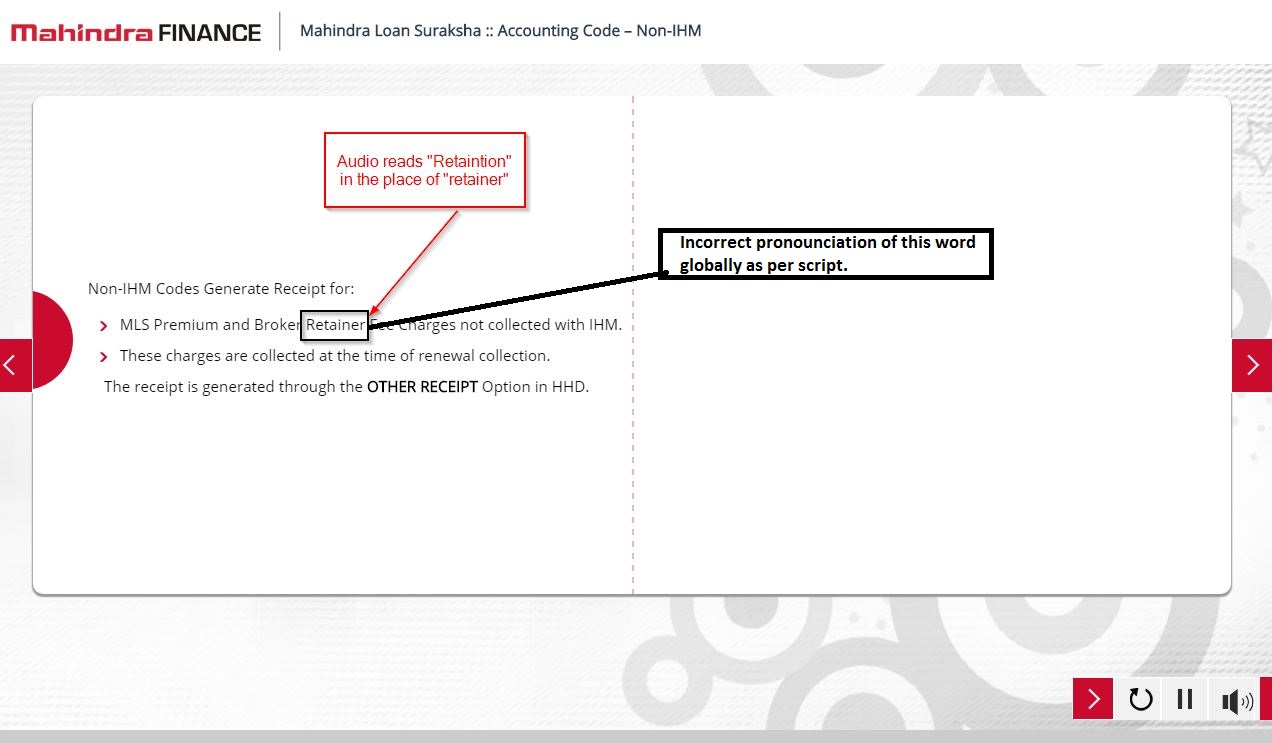 Mahindra FINANCE
Mahindra Loan Suraksha :: Accounting Code – Non-IHM
Audio reads "Retaintion"
in the place of "retainer"
Incorrect pronounciation of this word
globally as per script.
Non-IHM Codes Generate Receipt for:
MLS Premium and Broker Retainer Fee Charges not collected with IHM.
These charges are collected at the time of renewal collection.
The receipt is generated through the OTHER RECEIPT Option in HHD.